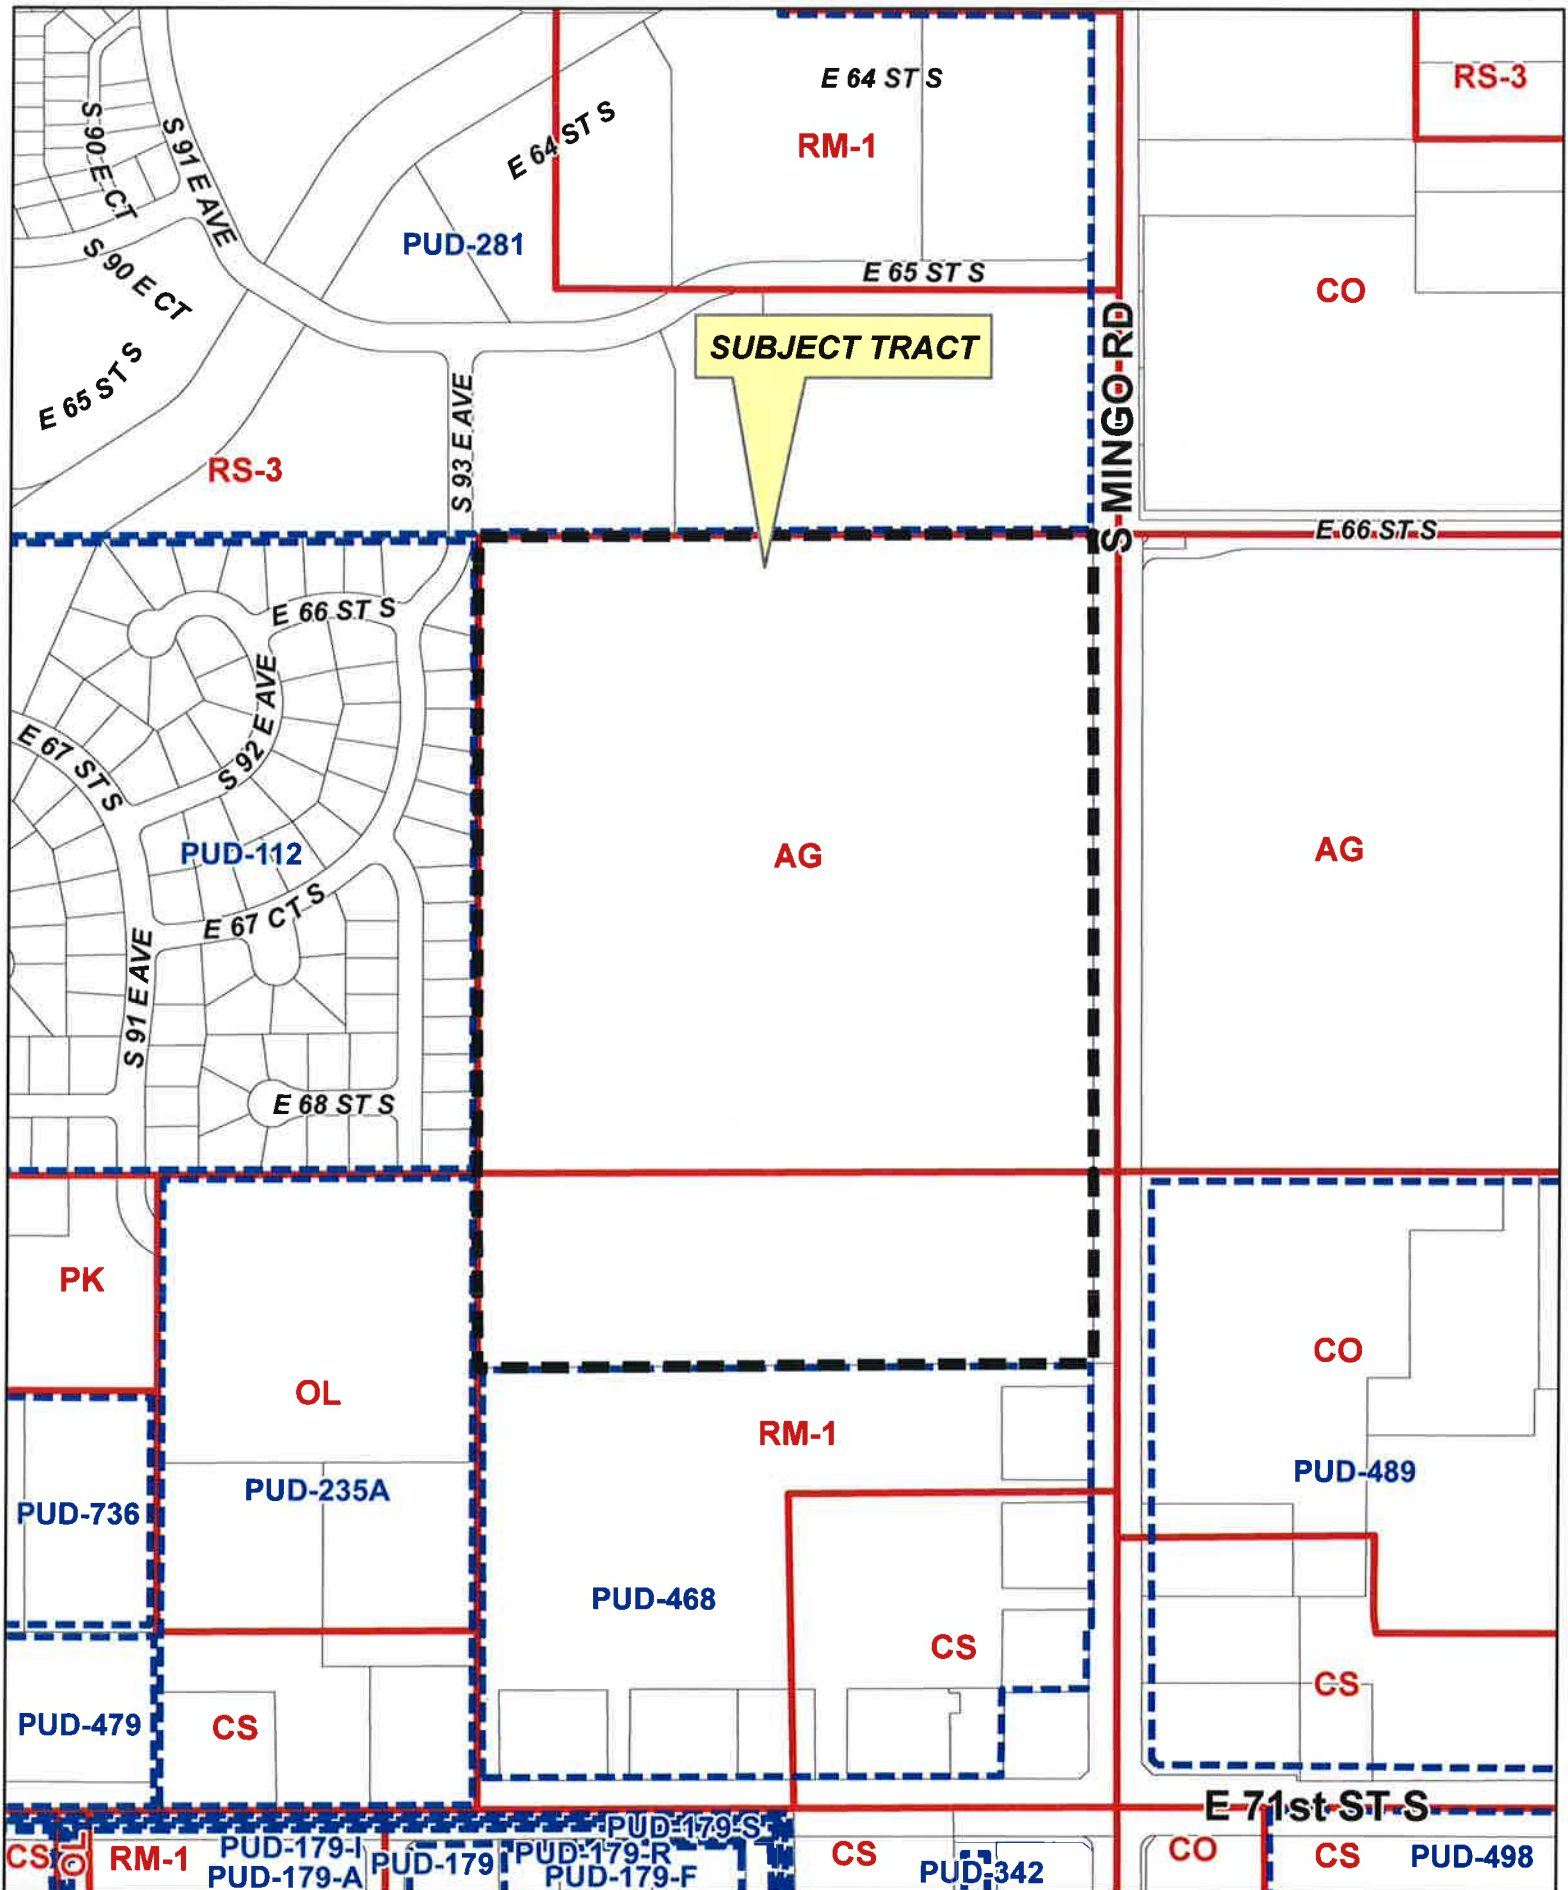 E 64 ST S
RS-3
S 90 E CT
S 91 E AVE
E 64 ST S
RM-1
PUD-281
S 90 E CT
E 65 ST S
CO
E 65 ST S
SUBJECT TRACT
S MINGO RD
S 93 E AVE
RS-3
E 66 ST S
E 66 ST S
S 92 E AVE
E 67 ST S
PUD-112
AG
AG
E 67 CT S
S 91 E AVE
E 68 ST S
PK
CO
OL
RM-1
PUD-489
PUD-235A
PUD-736
PUD-468
CS
CS
PUD-479
CS
E 71st ST S
PUD-179-S
CS
OL
RM-1
PUD-179-I
PUD-179-A
PUD-179
PUD-179-R
PUD-179-F
CS
PUD-342
CO
CS
PUD-498